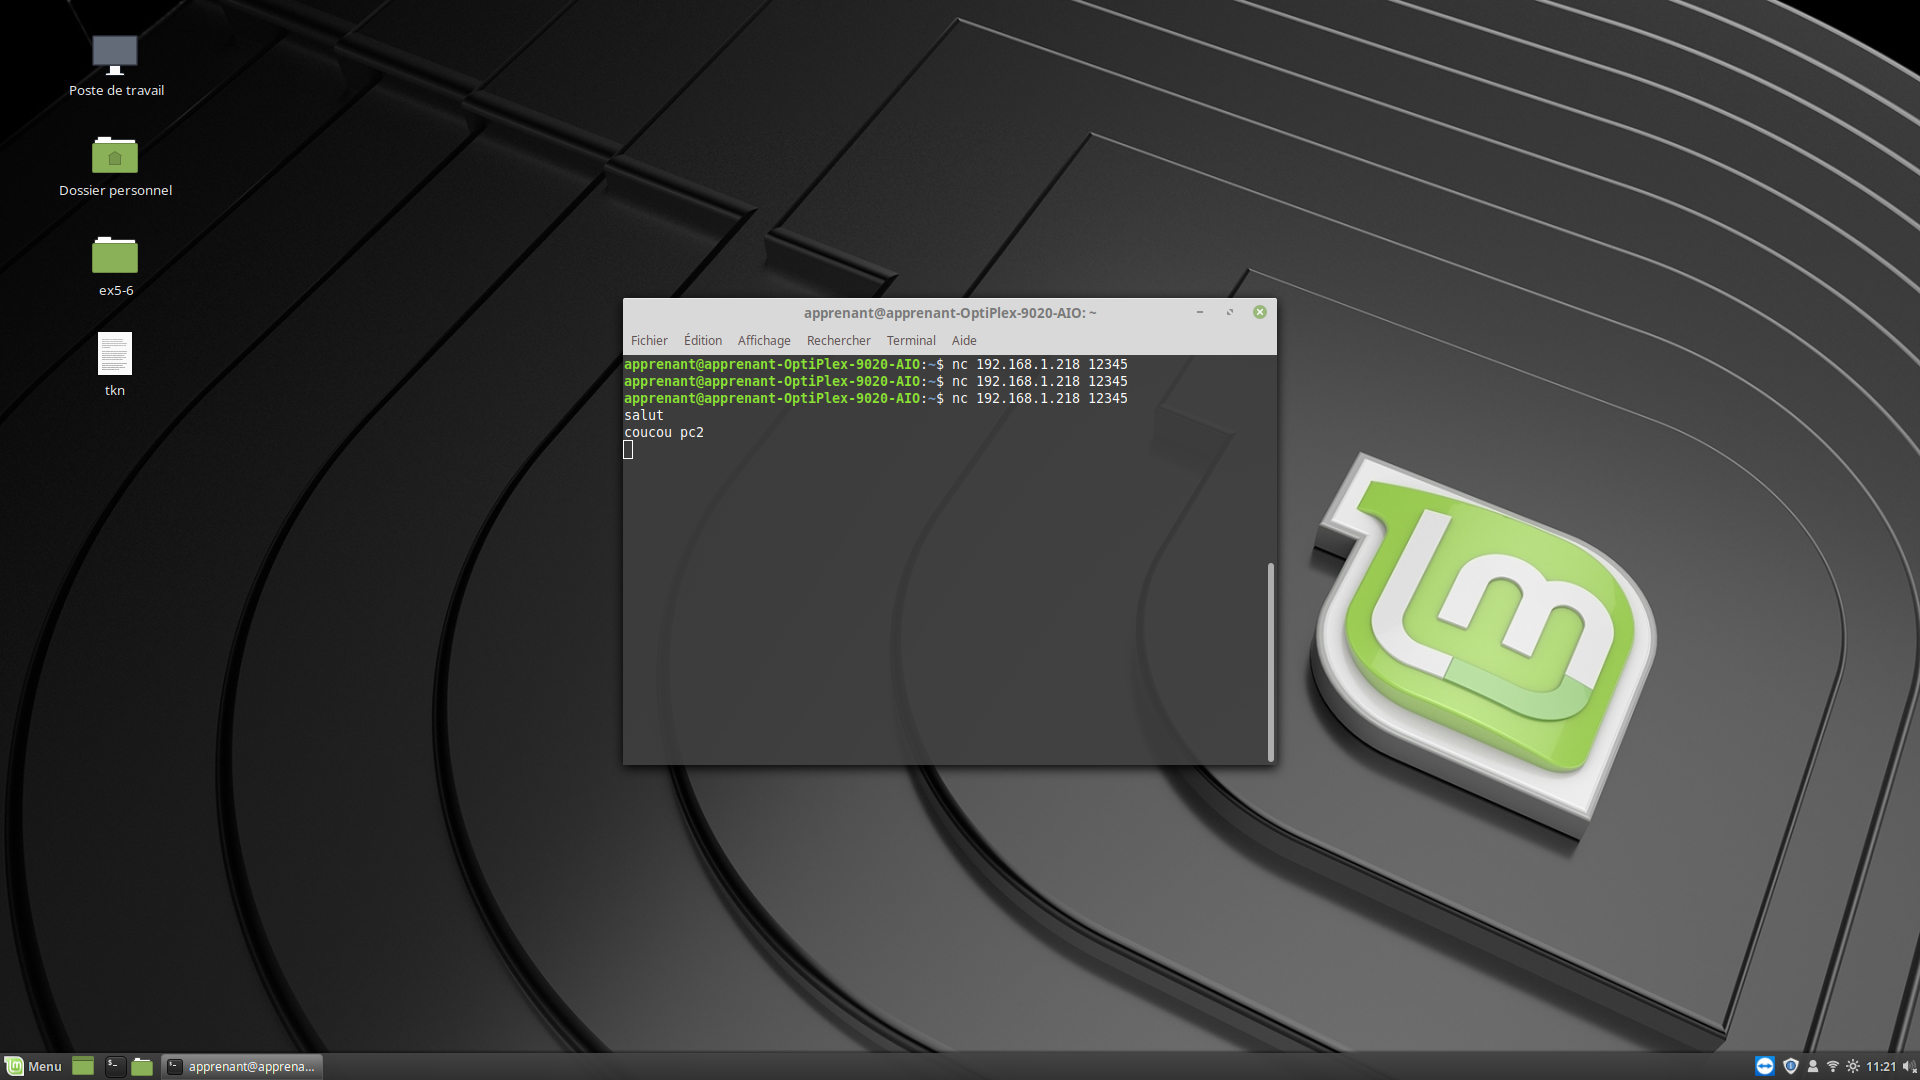 Poste de travail
Dossier personnel
ex5-6
tkn
apprenant@apprenant-OptiPlex-9020-AIO: ~
Fichier Édition Affichage Rechercher Terminal Aide
apprenant@apprenant-OptiPlex-9020-AIO:~$ nc 192.168.1.218 12345
apprenant@apprenant-OptiPlex-9020-AIO:~$ nc 192.168.1.218 12345
apprenant@apprenant-OptiPlex-9020-AIO:~$ nc 192.168.1.218 12345
salut
coucou pc2
lm
Menu apprenant@apprena... 11:21